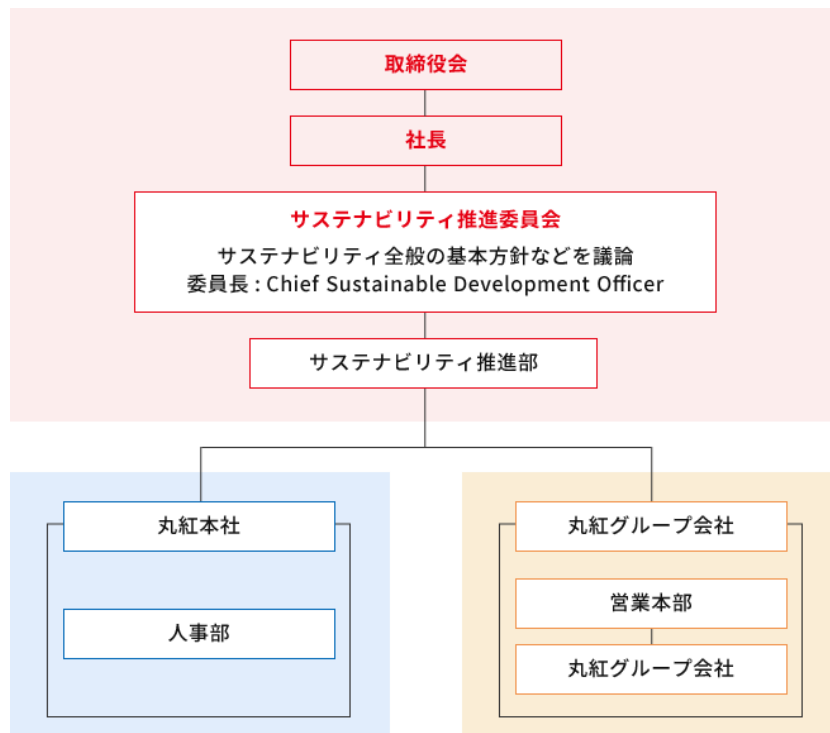 取締役会
社長
サステナビリティ推進委員会
サステナビリティ全般の基本方針などを議論
委員長 : Chief Sustainable Development Officer
サステナビリティ推進部
丸紅本社
人事部
丸紅グループ会社
営業本部
丸紅グループ会社